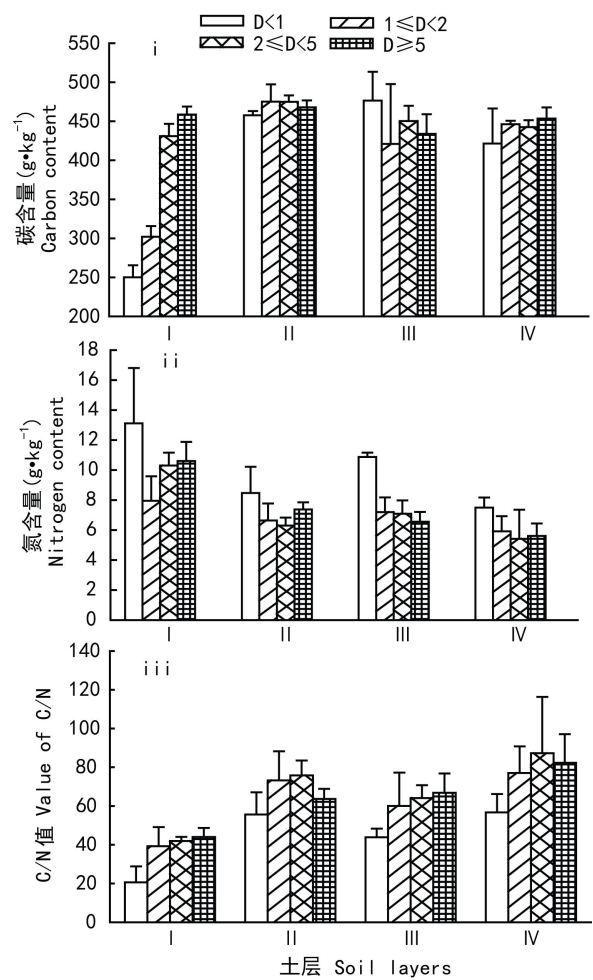 D<1 1≤D<2
2≤D<5 D≥5
i
碳含量(g•kg⁻¹)
Carbon content
550
500
450
400
350
300
250
200
I II III IV
ii
氮含量(g•kg⁻¹)
Nitrogen content
18
16
14
12
10
8
6
4
2
0
I II III IV
iii
C/N值 Value of C/N
140
120
100
80
60
40
20
0
I II III IV
土层 Soil layers